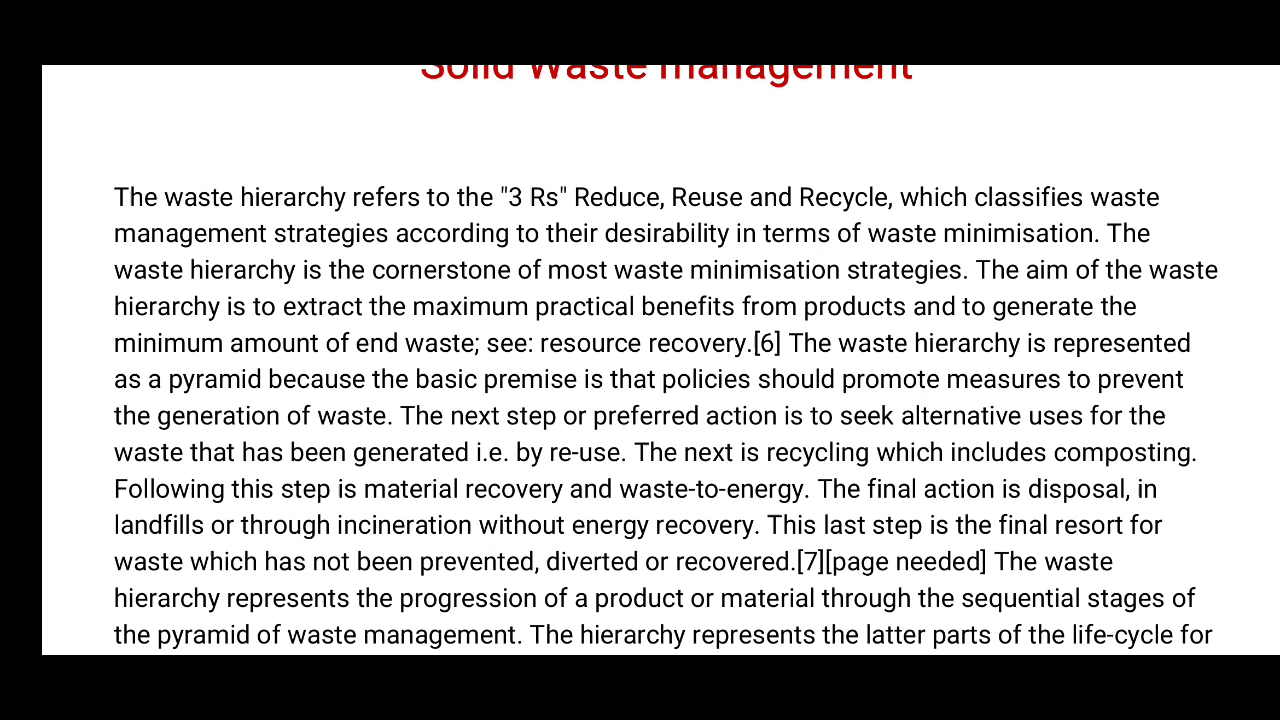 Solid Waste management
The waste hierarchy refers to the "3 Rs" Reduce, Reuse and Recycle, which classifies waste
management strategies according to their desirability in terms of waste minimisation. The
waste hierarchy is the cornerstone of most waste minimisation strategies. The aim of the waste
hierarchy is to extract the maximum practical benefits from products and to generate the
minimum amount of end waste; see: resource recovery.[6] The waste hierarchy is represented
as a pyramid because the basic premise is that policies should promote measures to prevent
the generation of waste. The next step or preferred action is to seek alternative uses for the
waste that has been generated i.e. by re-use. The next is recycling which includes composting.
Following this step is material recovery and waste-to-energy. The final action is disposal, in
landfills or through incineration without energy recovery. This last step is the final resort for
waste which has not been prevented, diverted or recovered.[7][page needed] The waste
hierarchy represents the progression of a product or material through the sequential stages of
the pyramid of waste management. The hierarchy represents the latter parts of the life-cycle for